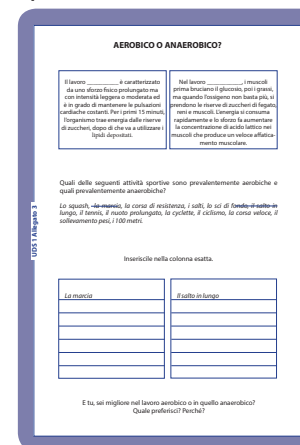 AEROBICO O ANAEROBICO?
Il lavoro __________ è caratterizzato
da uno sforzo fisico prolungato ma
con intensità leggera o moderata ed
è in grado di mantenere le pulsazioni
cardiache costanti. Per i primi 15 minuti,
l'organismo trae energia dalle riserve
di zuccheri, dopo di che va a utilizzare i
lipidi depositati.
Nel lavoro __________, i muscoli
prima bruciano il glucosio, poi i grassi,
ma quando l'ossigeno non basta più, si
prendono le riserve di zuccheri di fegato,
reni e muscoli. L'energia si consuma
rapidamente e lo sforzo fa aumentare
la concentrazione di acido lattico nei
muscoli che produce un veloce affatica-
mento muscolare.
Quali delle seguenti attività sportive sono prevalentemente aerobiche e
quali prevalentemente anaerobiche?
Lo squash, la marcia, la corsa di resistenza, i salti, lo sci di fondo, il salto in
lungo, il tennis, il nuoto prolungato, la cyclette, il ciclismo, la corsa veloce, il
sollevamento pesi, i 100 metri.
Inseriscile nella colonna esatta.
La marcia
Il salto in lungo
E tu, sei migliore nel lavoro aerobico o in quello anaerobico?
Quale preferisci? Perché?
UDS 1 Allegato 3